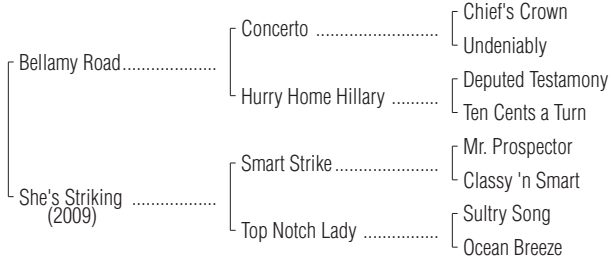 Chief's Crown
Concerto ........................
Undeniably
Bellamy Road...................
Deputed Testamony
Hurry Home Hillary ..........
Ten Cents a Turn
Mr. Prospector
Smart Strike.....................
Classy 'n Smart
She's Striking .................
(2009)
Sultry Song
Top Notch Lady ................
Ocean Breeze